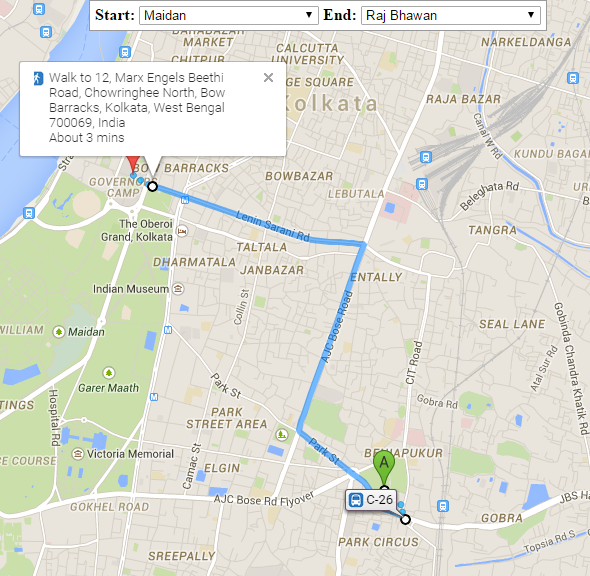 Start: Maidan End: Raj Bhawan
BARABAZAR
MARKET
CHITPUR
CALCUTTA
UNIVERSITY
COLLEGE SQUARE
Kolkata
NARKELDANGA
RAJA BAZAR
Canal W Rd
KUNDU BAGAN
Walk to 12, Marx Engels Beethi
Road, Chowringhee North, Bow
Barracks, Kolkata, West Bengal
700069, India
About 3 mins
BOW BARRACKS
BOWBAZAR
GOVERNORS
CAMP
LEBUTALA
Beleghata Rd
The Oberoi
Grand, Kolkata
Lenin Sarani Rd
TALTALA
TANGRA
DHARMATALA
JANBAZAR
ENTALLY
Indian Museum
Collin St
AJC Bose Road
WILLIAM
Maidan
SEAL LANE
Gobinda Chandra Khatik Rd
CIT Road
Atal Sur Rd
Garer Maath
Park St
Hospital Rd
Gobra Rd
PARK
STREET AREA
Victoria Memorial
Camac St
Park St
BENIAPUKUR
ELGIN
A
C-26
AJC Bose Rd Flyover
GOKHEL ROAD
GOBRA
JBS Ha
PARK CIRCUS
Topsia Rd S
SREEPALLY